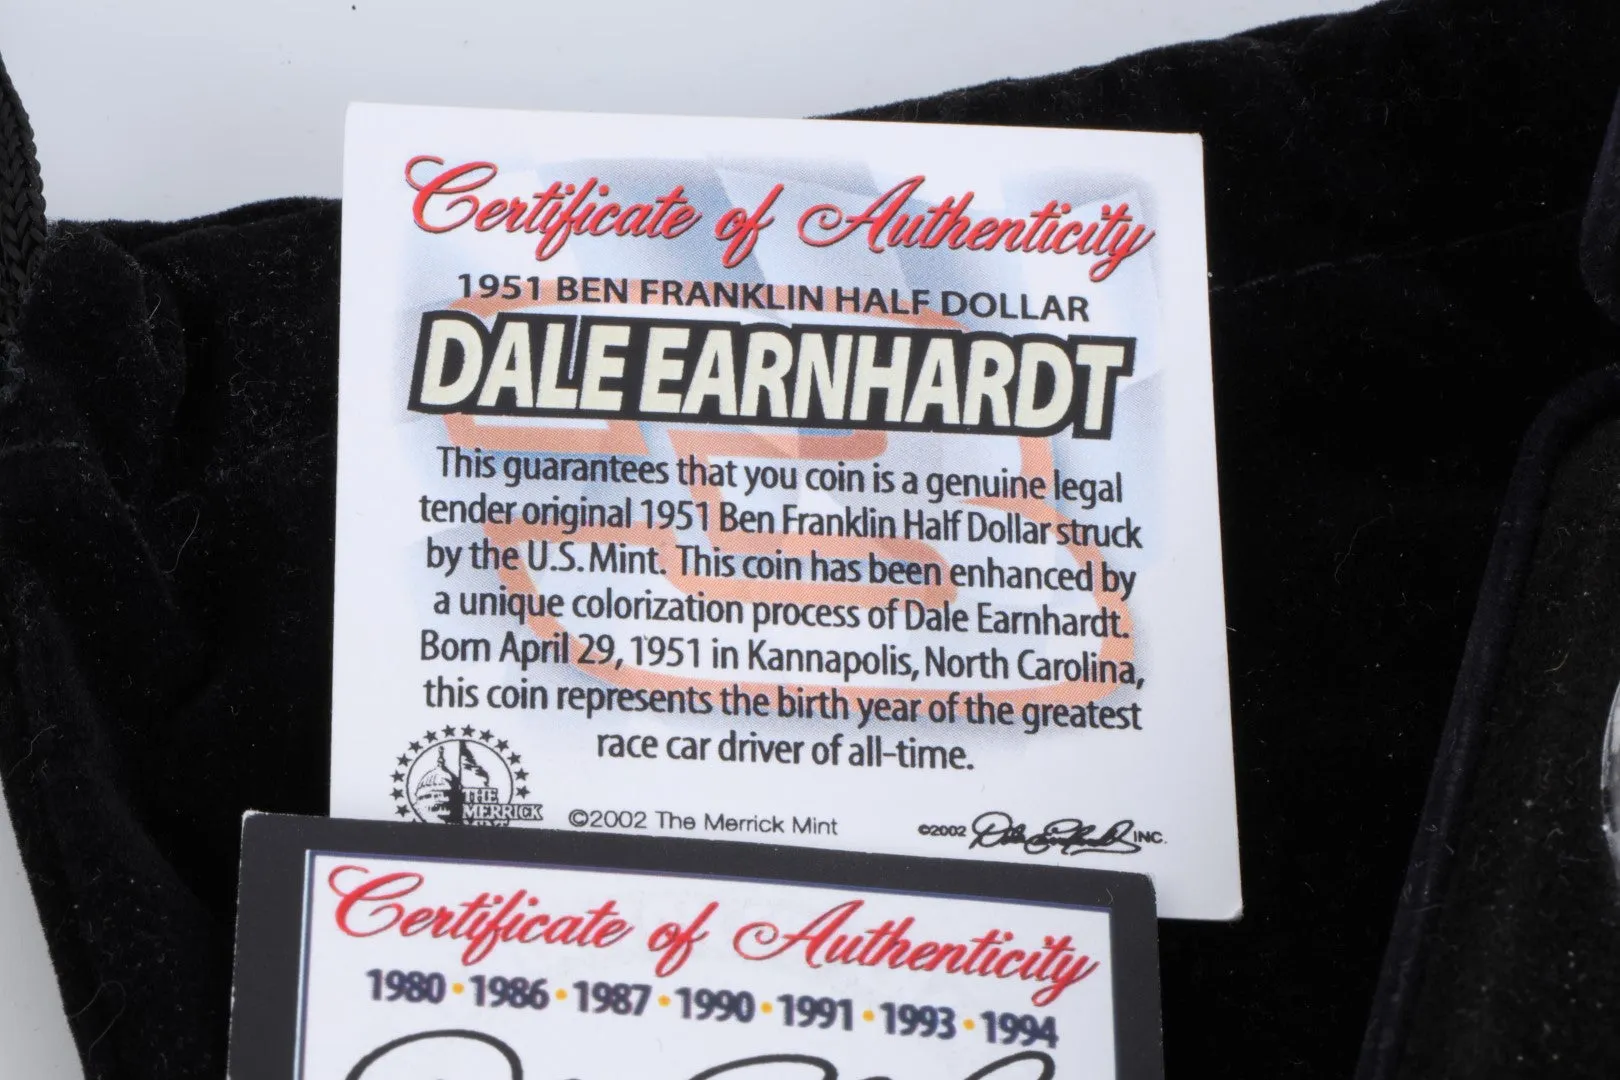 Certificate of Authenticity
1951 BEN FRANKLIN HALF DOLLAR
DALE EARNHARDT
This guarantees that you coin is a genuine legal
tender original 1951 Ben Franklin Half Dollar struck
by the U.S. Mint. This coin has been enhanced by
a unique colorization process of Dale Earnhardt.
Born April 29, 1951 in Kannapolis, North Carolina,
this coin represents the birth year of the greatest
race car driver of all-time.
THE
MERRICK
©2002 The Merrick Mint
©2002 Dale Earnhardt INC.
Certificate of Authenticity
1980 • 1986 • 1987 • 1990 • 1991 • 1993 • 1994